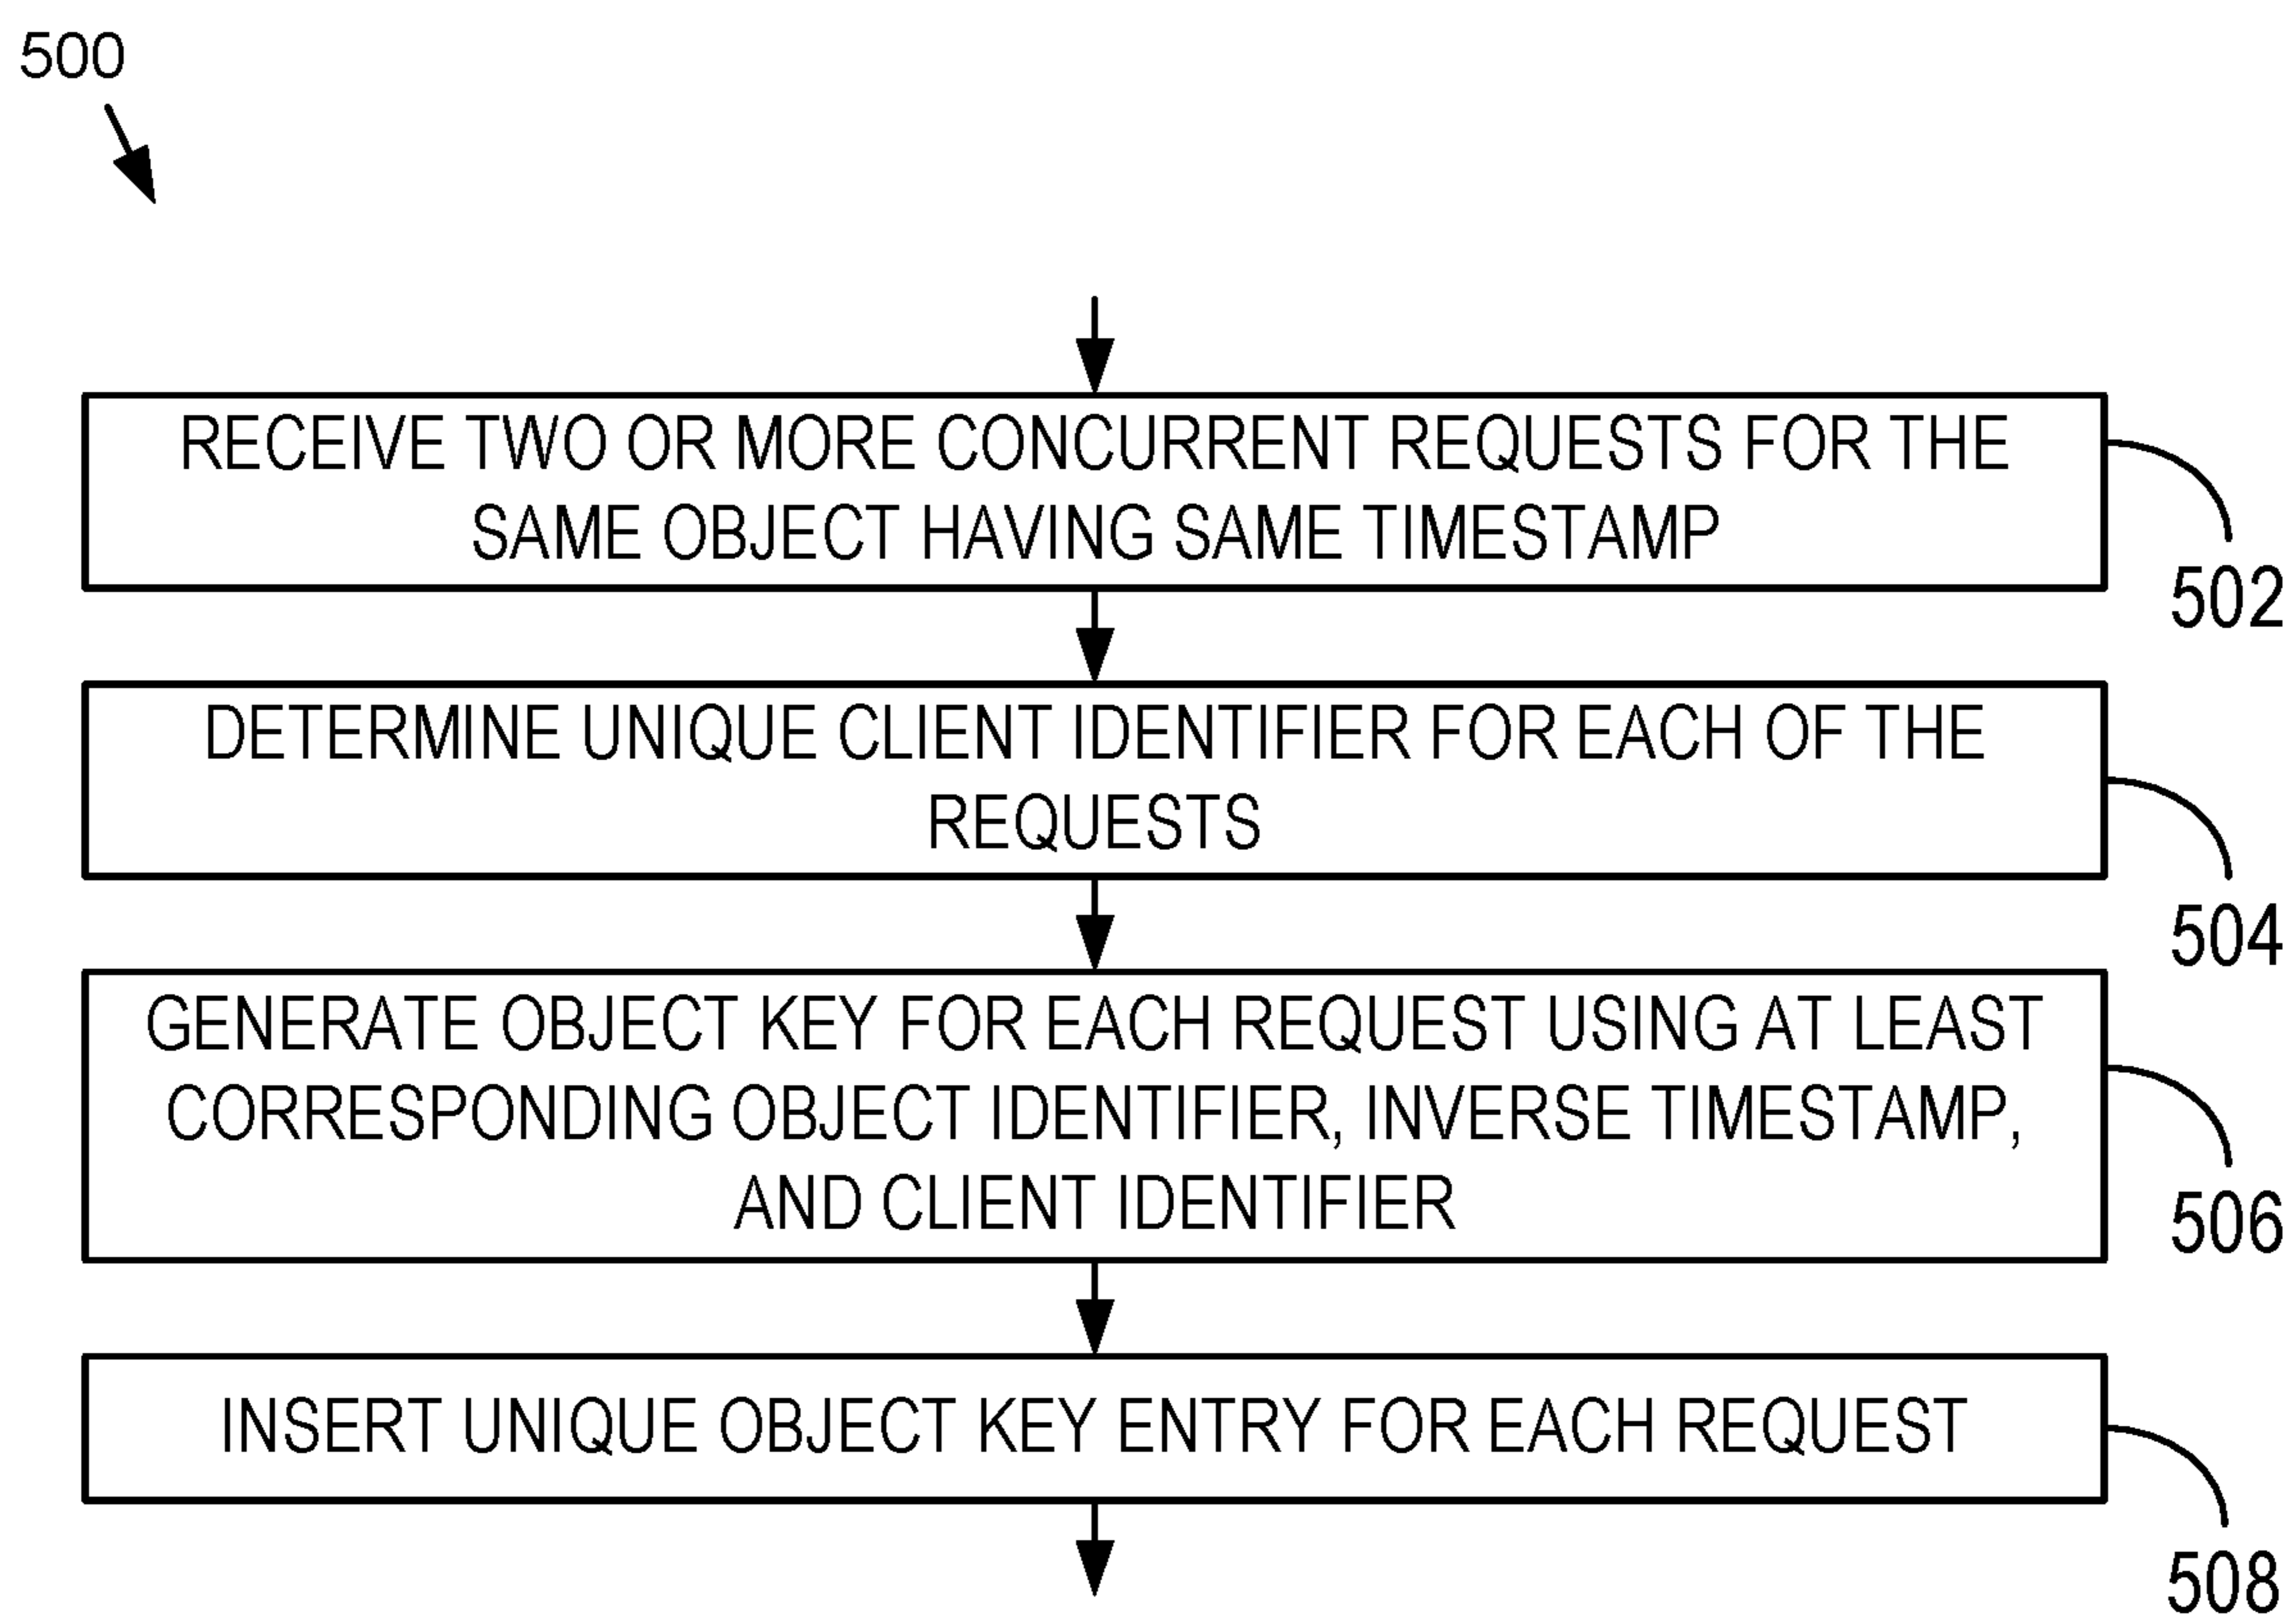 500
RECEIVE TWO OR MORE CONCURRENT REQUESTS FOR THE
SAME OBJECT HAVING SAME TIMESTAMP
502
DETERMINE UNIQUE CLIENT IDENTIFIER FOR EACH OF THE
REQUESTS
504
GENERATE OBJECT KEY FOR EACH REQUEST USING AT LEAST
CORRESPONDING OBJECT IDENTIFIER, INVERSE TIMESTAMP,
AND CLIENT IDENTIFIER
506
INSERT UNIQUE OBJECT KEY ENTRY FOR EACH REQUEST
508